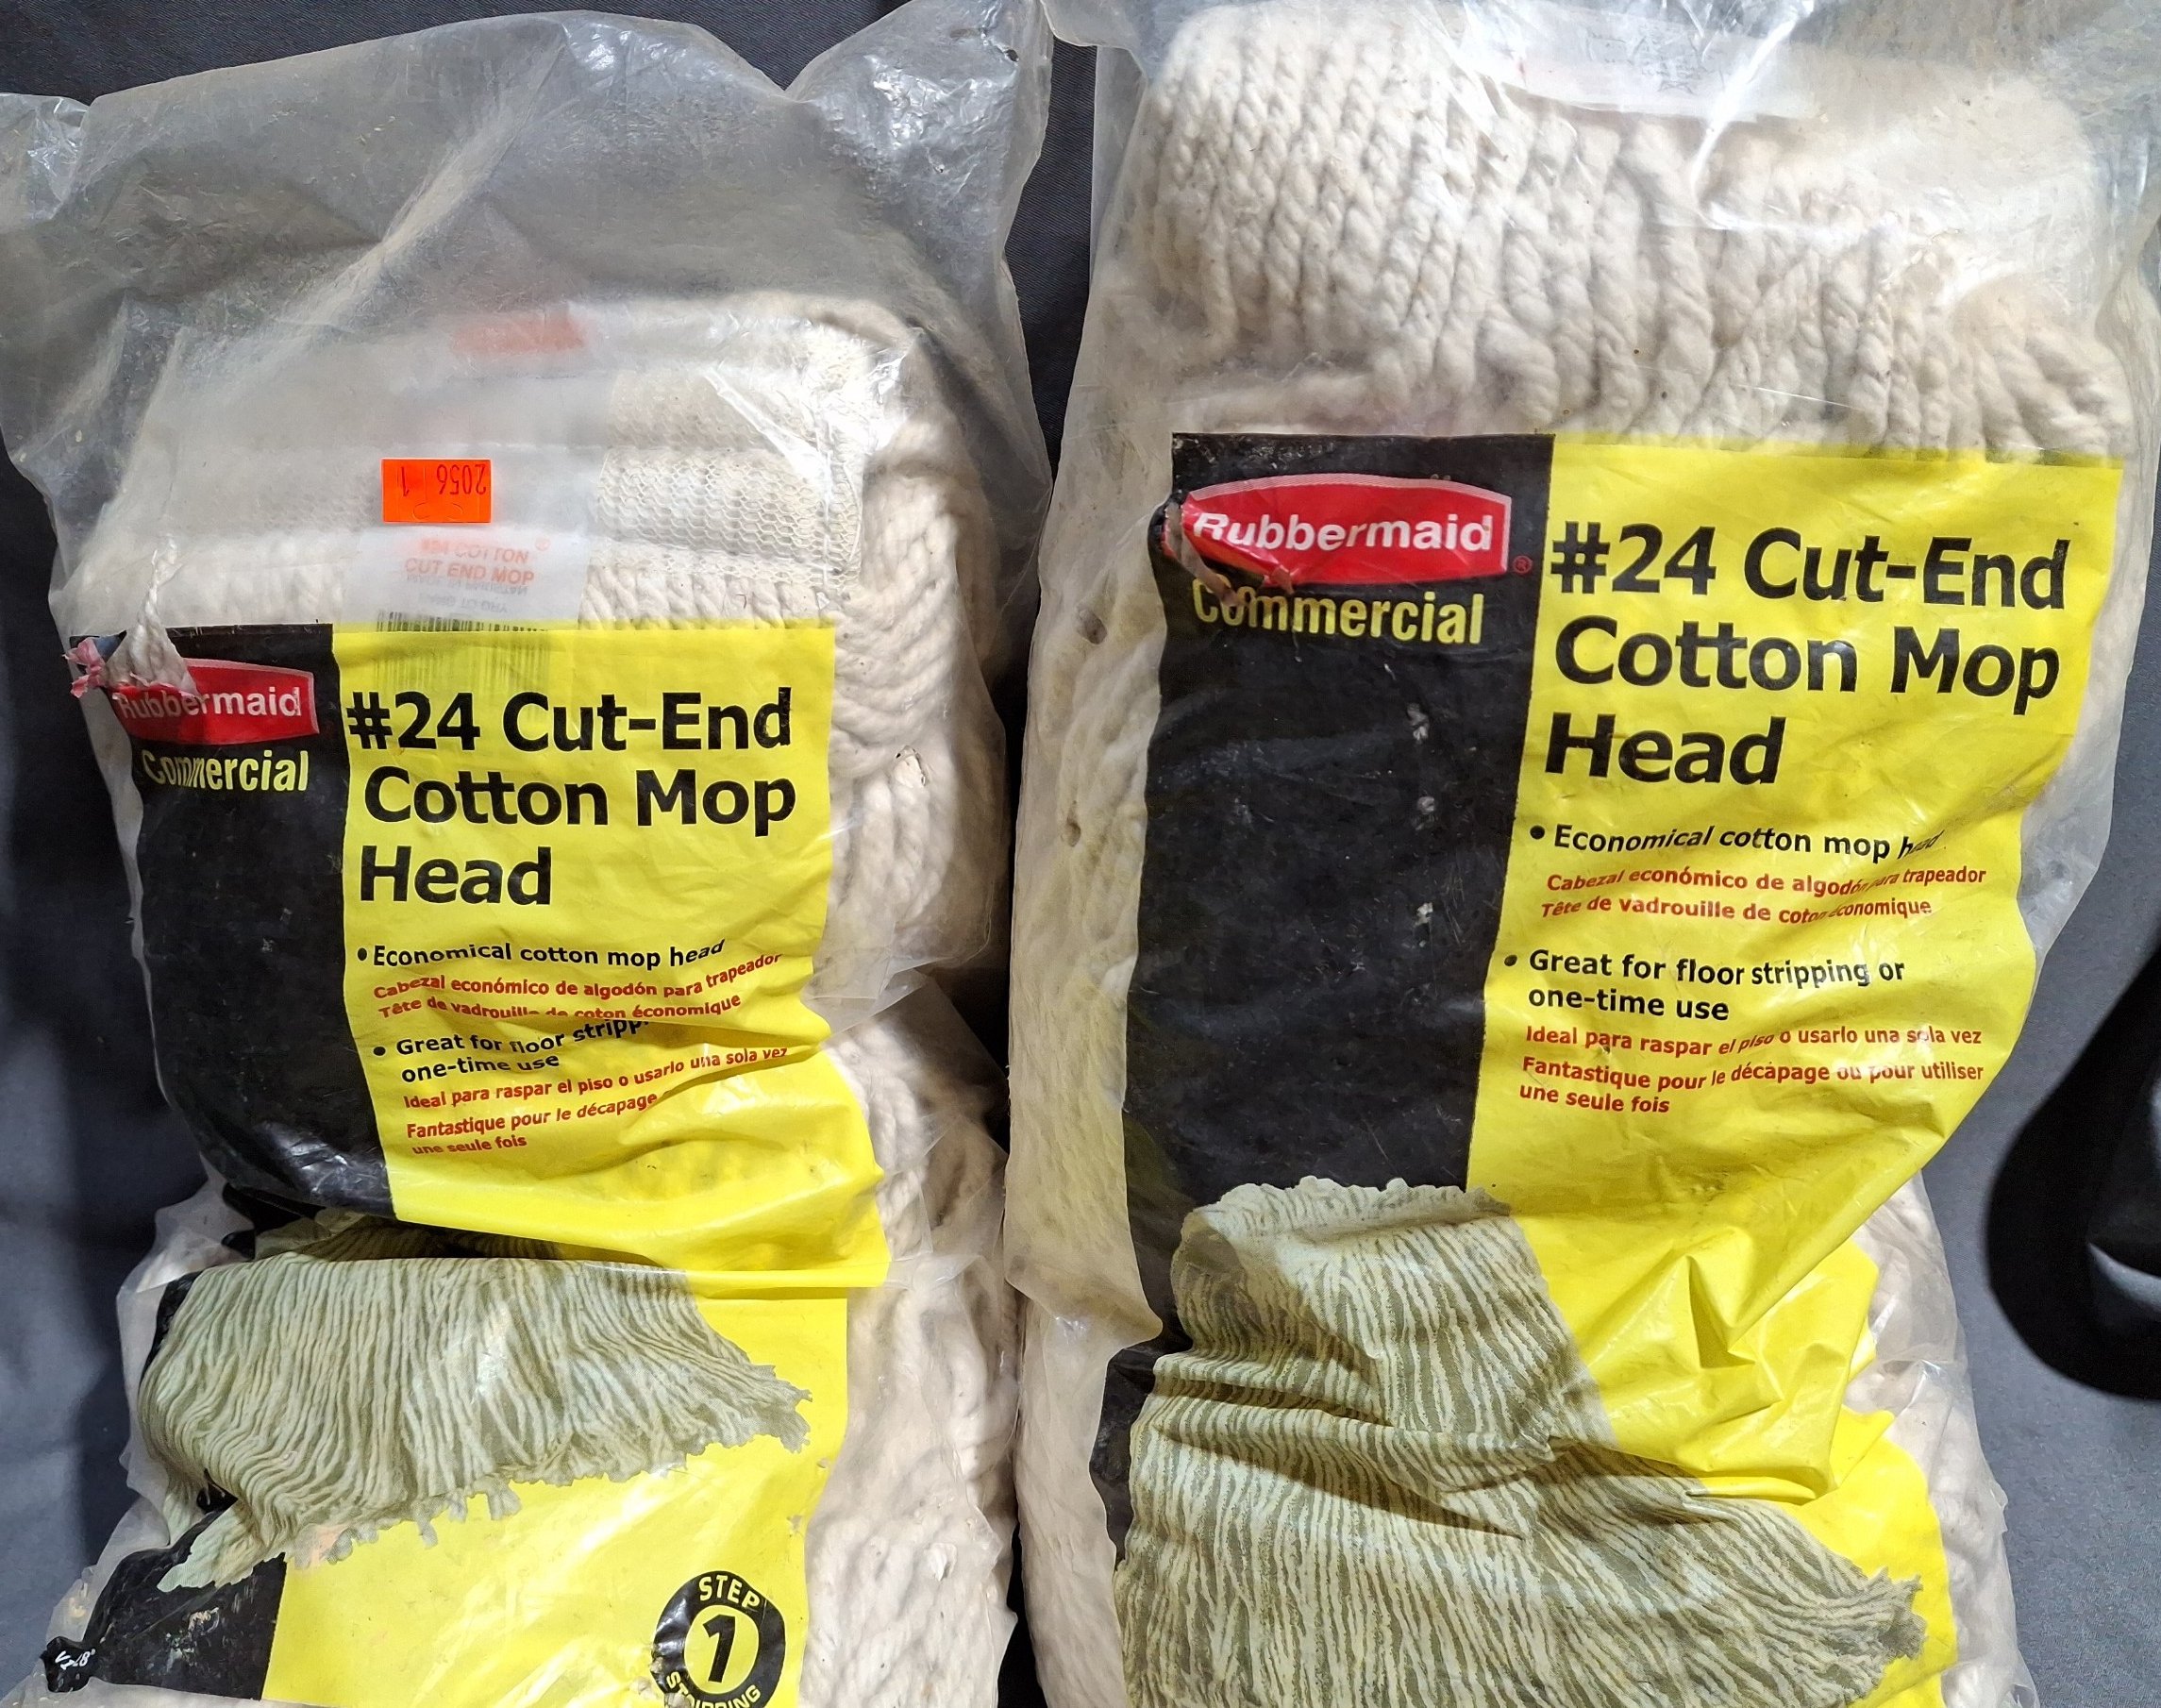 2056
1
#24 COTTON
CUT END MOP
Rubbermaid
Commercial
#24 Cut-End
Cotton Mop
Head
• Economical cotton mop head
Cabezal económico de algodón para trapeador
Tête de vadrouille de coton économique
• Great for floor
one-time use
Ideal para raspar el piso o usarlo una sola vez
Fantastique pour le décapage
une seule fois
STEP
1
STRIPPING
Rubbermaid®
Commercial
#24 Cut-End
Cotton Mop
Head
• Economical cotton mop head
Cabezal económico de algodón para trapeador
Tête de vadrouille de coton économique
• Great for floor stripping or
one-time use
Ideal para raspar el piso o usarlo una sola vez
Fantastique pour le décapage ou pour utiliser
une seule fois